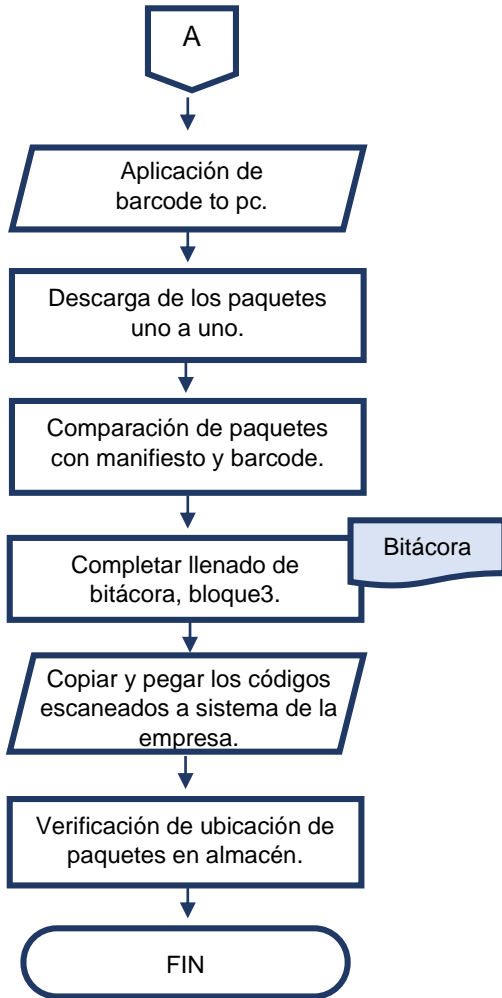 A
Aplicación de
barcode to pc.
Descarga de los paquetes
uno a uno.
Comparación de paquetes
con manifiesto y barcode.
Bitácora
Completar llenado de
bitácora, bloque3.
Copiar y pegar los códigos
escaneados a sistema de la
empresa.
Verificación de ubicación de
paquetes en almacén.
FIN